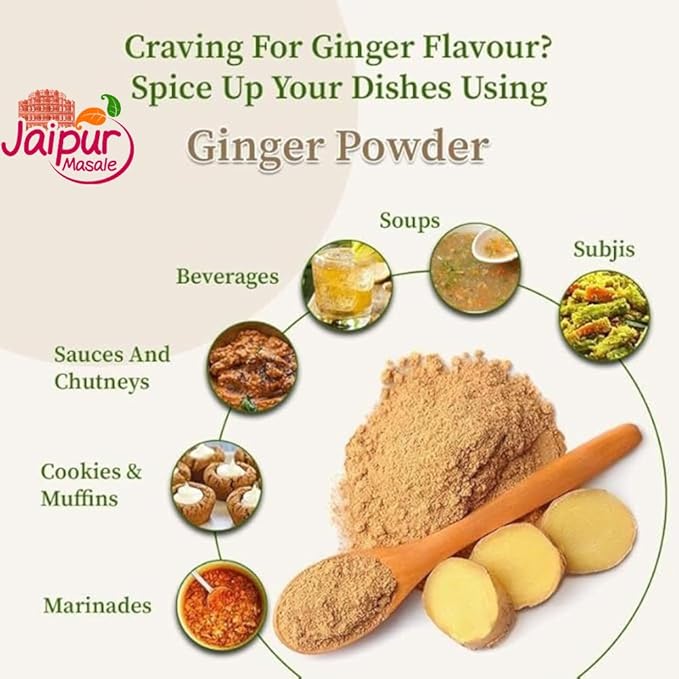 Craving For Ginger Flavour?
Spice Up Your Dishes Using
Jaipur
Masale
Ginger Powder
Soups
Subjis
Beverages
Sauces And
Chutneys
Cookies &
Muffins
Marinades